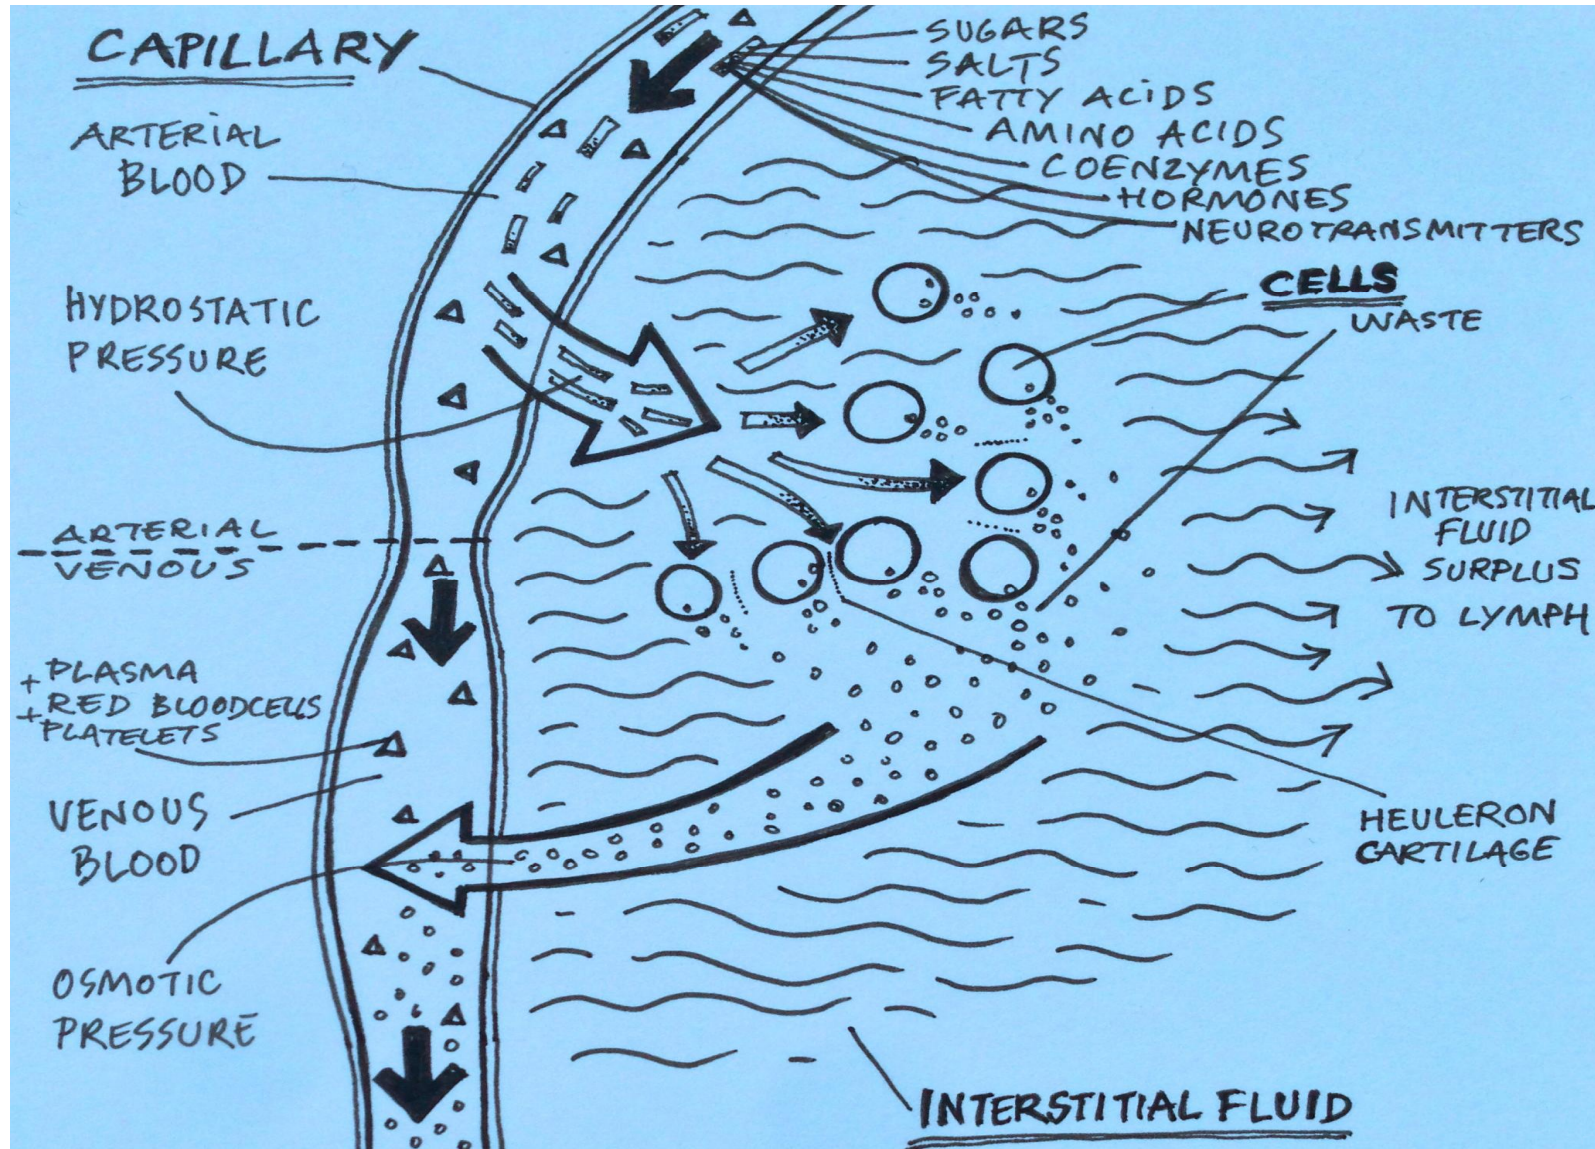 CAPILLARY
ARTERIAL
BLOOD
HYDROSTATIC
PRESSURE
ARTERIAL
VENOUS
+ PLASMA
+ RED BLOODCELLS
+ PLATELETS
VENOUS
BLOOD
OSMOTIC
PRESSURE
SUGARS
SALTS
FATTY ACIDS
AMINO ACIDS
COENZYMES
HORMONES
NEUROTRANSMITTERS
CELLS
WASTE
INTERSTITIAL
FLUID
SURPLUS
TO LYMPH
HEULERON
CARTILAGE
INTERSTITIAL FLUID